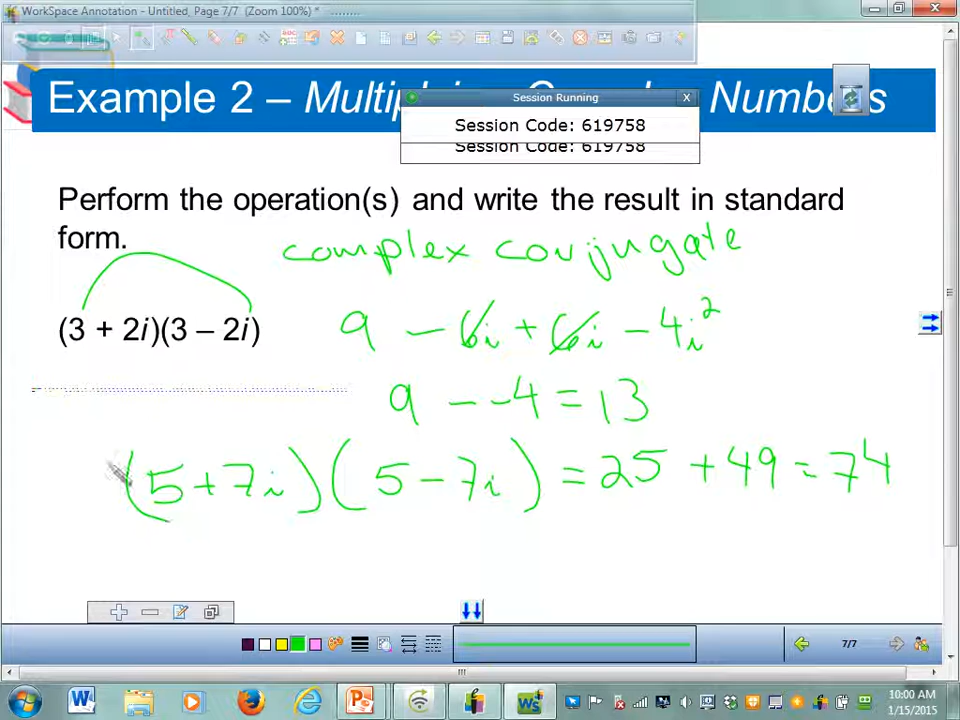 WorkSpace Annotation - Untitled, Page 7/7 (Zoom 100%) *
Example 2 – Multiplying Complex Numbers
Session Running X
Session Code: 619758
Session Code: 619758
Perform the operation(s) and write the result in standard
form.
complex conjugate
(3 + 2i)(3 – 2i) 9 - 6i + 6i - 4i²
9 - -4 = 13
(5+7i)(5-7i) = 25 + 49 = 74
7/7
10:00 AM
1/15/2015